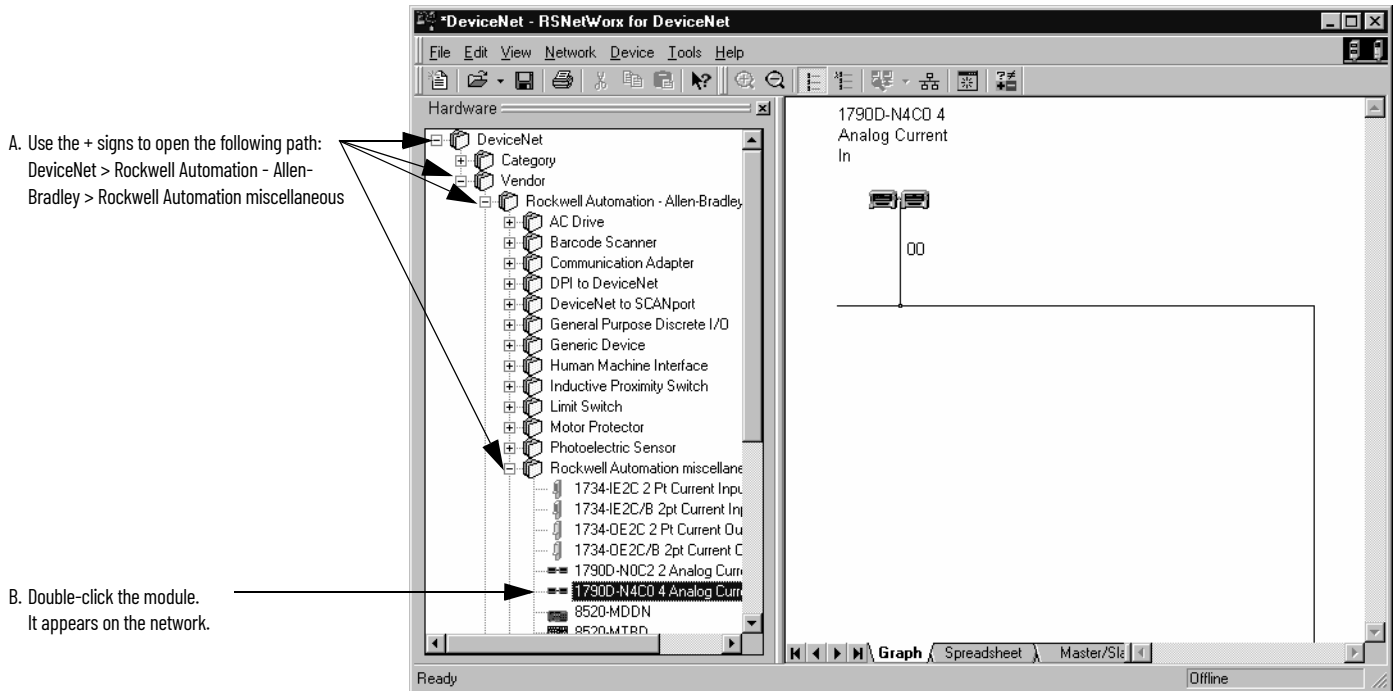 *DeviceNet - RSNetWorx for DeviceNet
File Edit View Network Device Tools Help
Hardware
A. Use the + signs to open the following path:
DeviceNet > Rockwell Automation - Allen-
Bradley > Rockwell Automation miscellaneous
DeviceNet
Category
Vendor
Rockwell Automation - Allen-Bradley
AC Drive
Barcode Scanner
Communication Adapter
DPI to DeviceNet
DeviceNet to SCANport
General Purpose Discrete I/O
Generic Device
Human Machine Interface
Inductive Proximity Switch
Limit Switch
Motor Protector
Photoelectric Sensor
Rockwell Automation miscellane
1734-IE2C 2 Pt Current Inpu
1734-IE2C/B 2pt Current In
1734-OE2C 2 Pt Current Ou
1734-OE2C/B 2pt Current C
1790D-N0C2 2 Analog Curr
1790D-N4C0 4 Analog Curr
8520-MDDN
8520-MTBD
B. Double-click the module.
It appears on the network.
1790D-N4C0 4
Analog Current
In
00
Graph Spreadsheet Master/Sla
Ready Offline